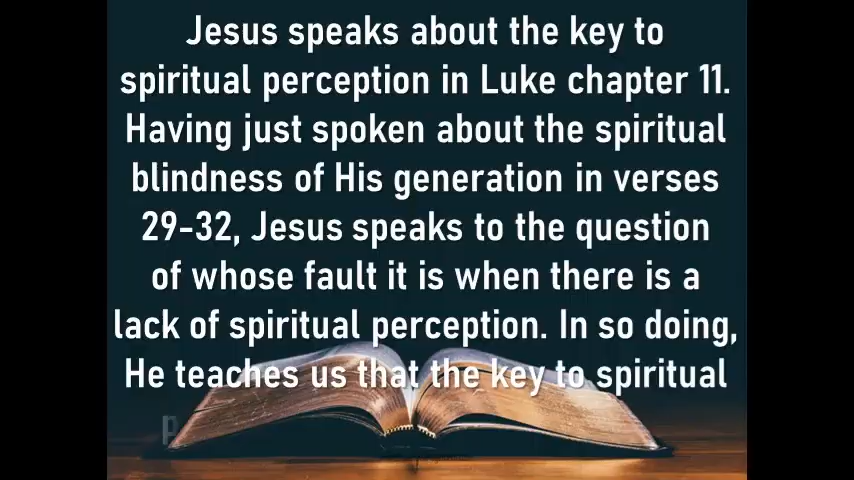 Jesus speaks about the key to
spiritual perception in Luke chapter 11.
Having just spoken about the spiritual
blindness of His generation in verses
29-32, Jesus speaks to the question
of whose fault it is when there is a
lack of spiritual perception. In so doing,
He teaches us that the key to spiritual